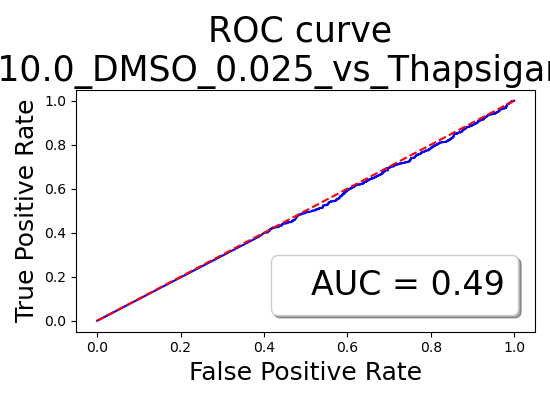 ROC curve
10.0_DMSO_0.025_vs_Thapsigar
1.0
0.8
0.6
0.4
0.2
0.0
True Positive Rate
AUC = 0.49
0.0 0.2 0.4 0.6 0.8 1.0
False Positive Rate